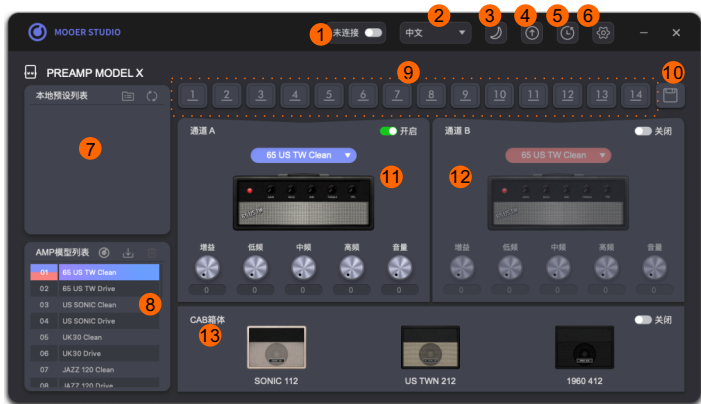 MOOER STUDIO
1
未连接
2
中文
3
4
5
6
PREAMP MODEL X
9
10
本地预设列表
1 2 3 4 5 6 7 8 9 10 11 12 13 14
7
通道 A
开启
65 US TW Clean
11
65 US TW
增益 低频 中频 高频 音量
0 0 0 0 0
通道 B
关闭
65 US TW Clean
12
增益 低频 中频 高频 音量
0 0 0 0 0
AMP模型列表
01 65 US TW Clean
02 65 US TW Drive
03 US SONIC Clean
8
04 US SONIC Drive
05 UK30 Clean
06 UK30 Drive
07 JAZZ 120 Clean
08 JAZZ 120 Drive
CAB箱体
关闭
13
SONIC 112
US TWN 212
1960 412